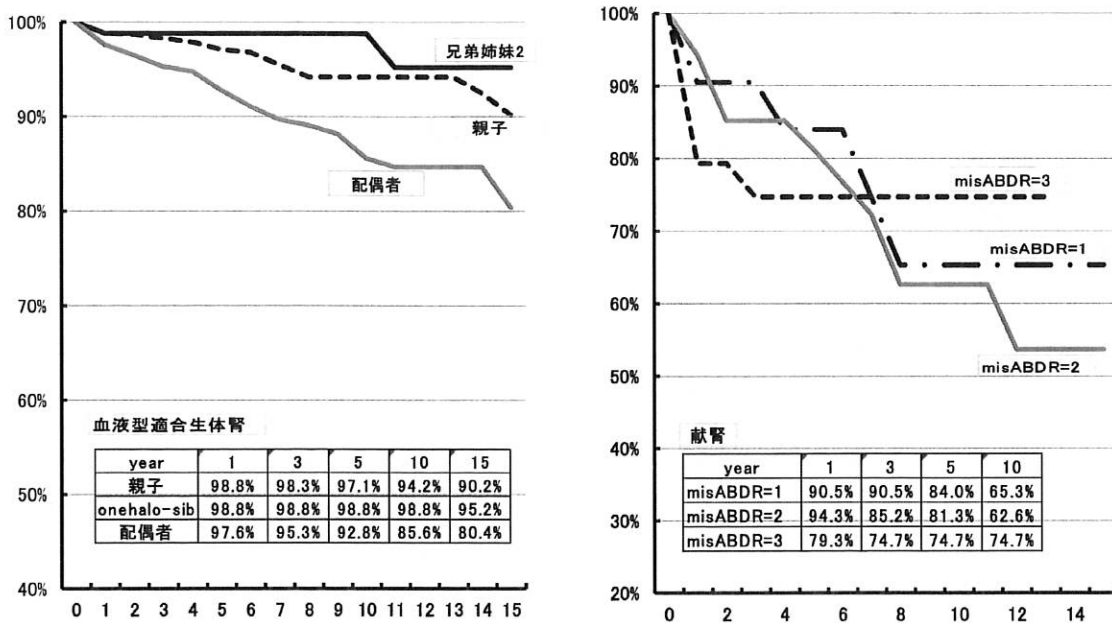 100%
90%
80%
70%
60%
50%
40%
兄弟姉妹2
親子
配偶者
血液型適合生体腎
year 1 3 5 10 15
親子 98.8% 98.3% 97.1% 94.2% 90.2%
onehalo-sib 98.8% 98.8% 98.8% 98.8% 95.2%
配偶者 97.6% 95.3% 92.8% 85.6% 80.4%
0 1 2 3 4 5 6 7 8 9 10 11 12 13 14 15
100%
90%
80%
70%
60%
50%
40%
30%
20%
misABDR=3
misABDR=1
misABDR=2
献腎
year 1 3 5 10
misABDR=1 90.5% 90.5% 84.0% 65.3%
misABDR=2 94.3% 85.2% 81.3% 62.6%
misABDR=3 79.3% 74.7% 74.7% 74.7%
0 2 4 6 8 10 12 14